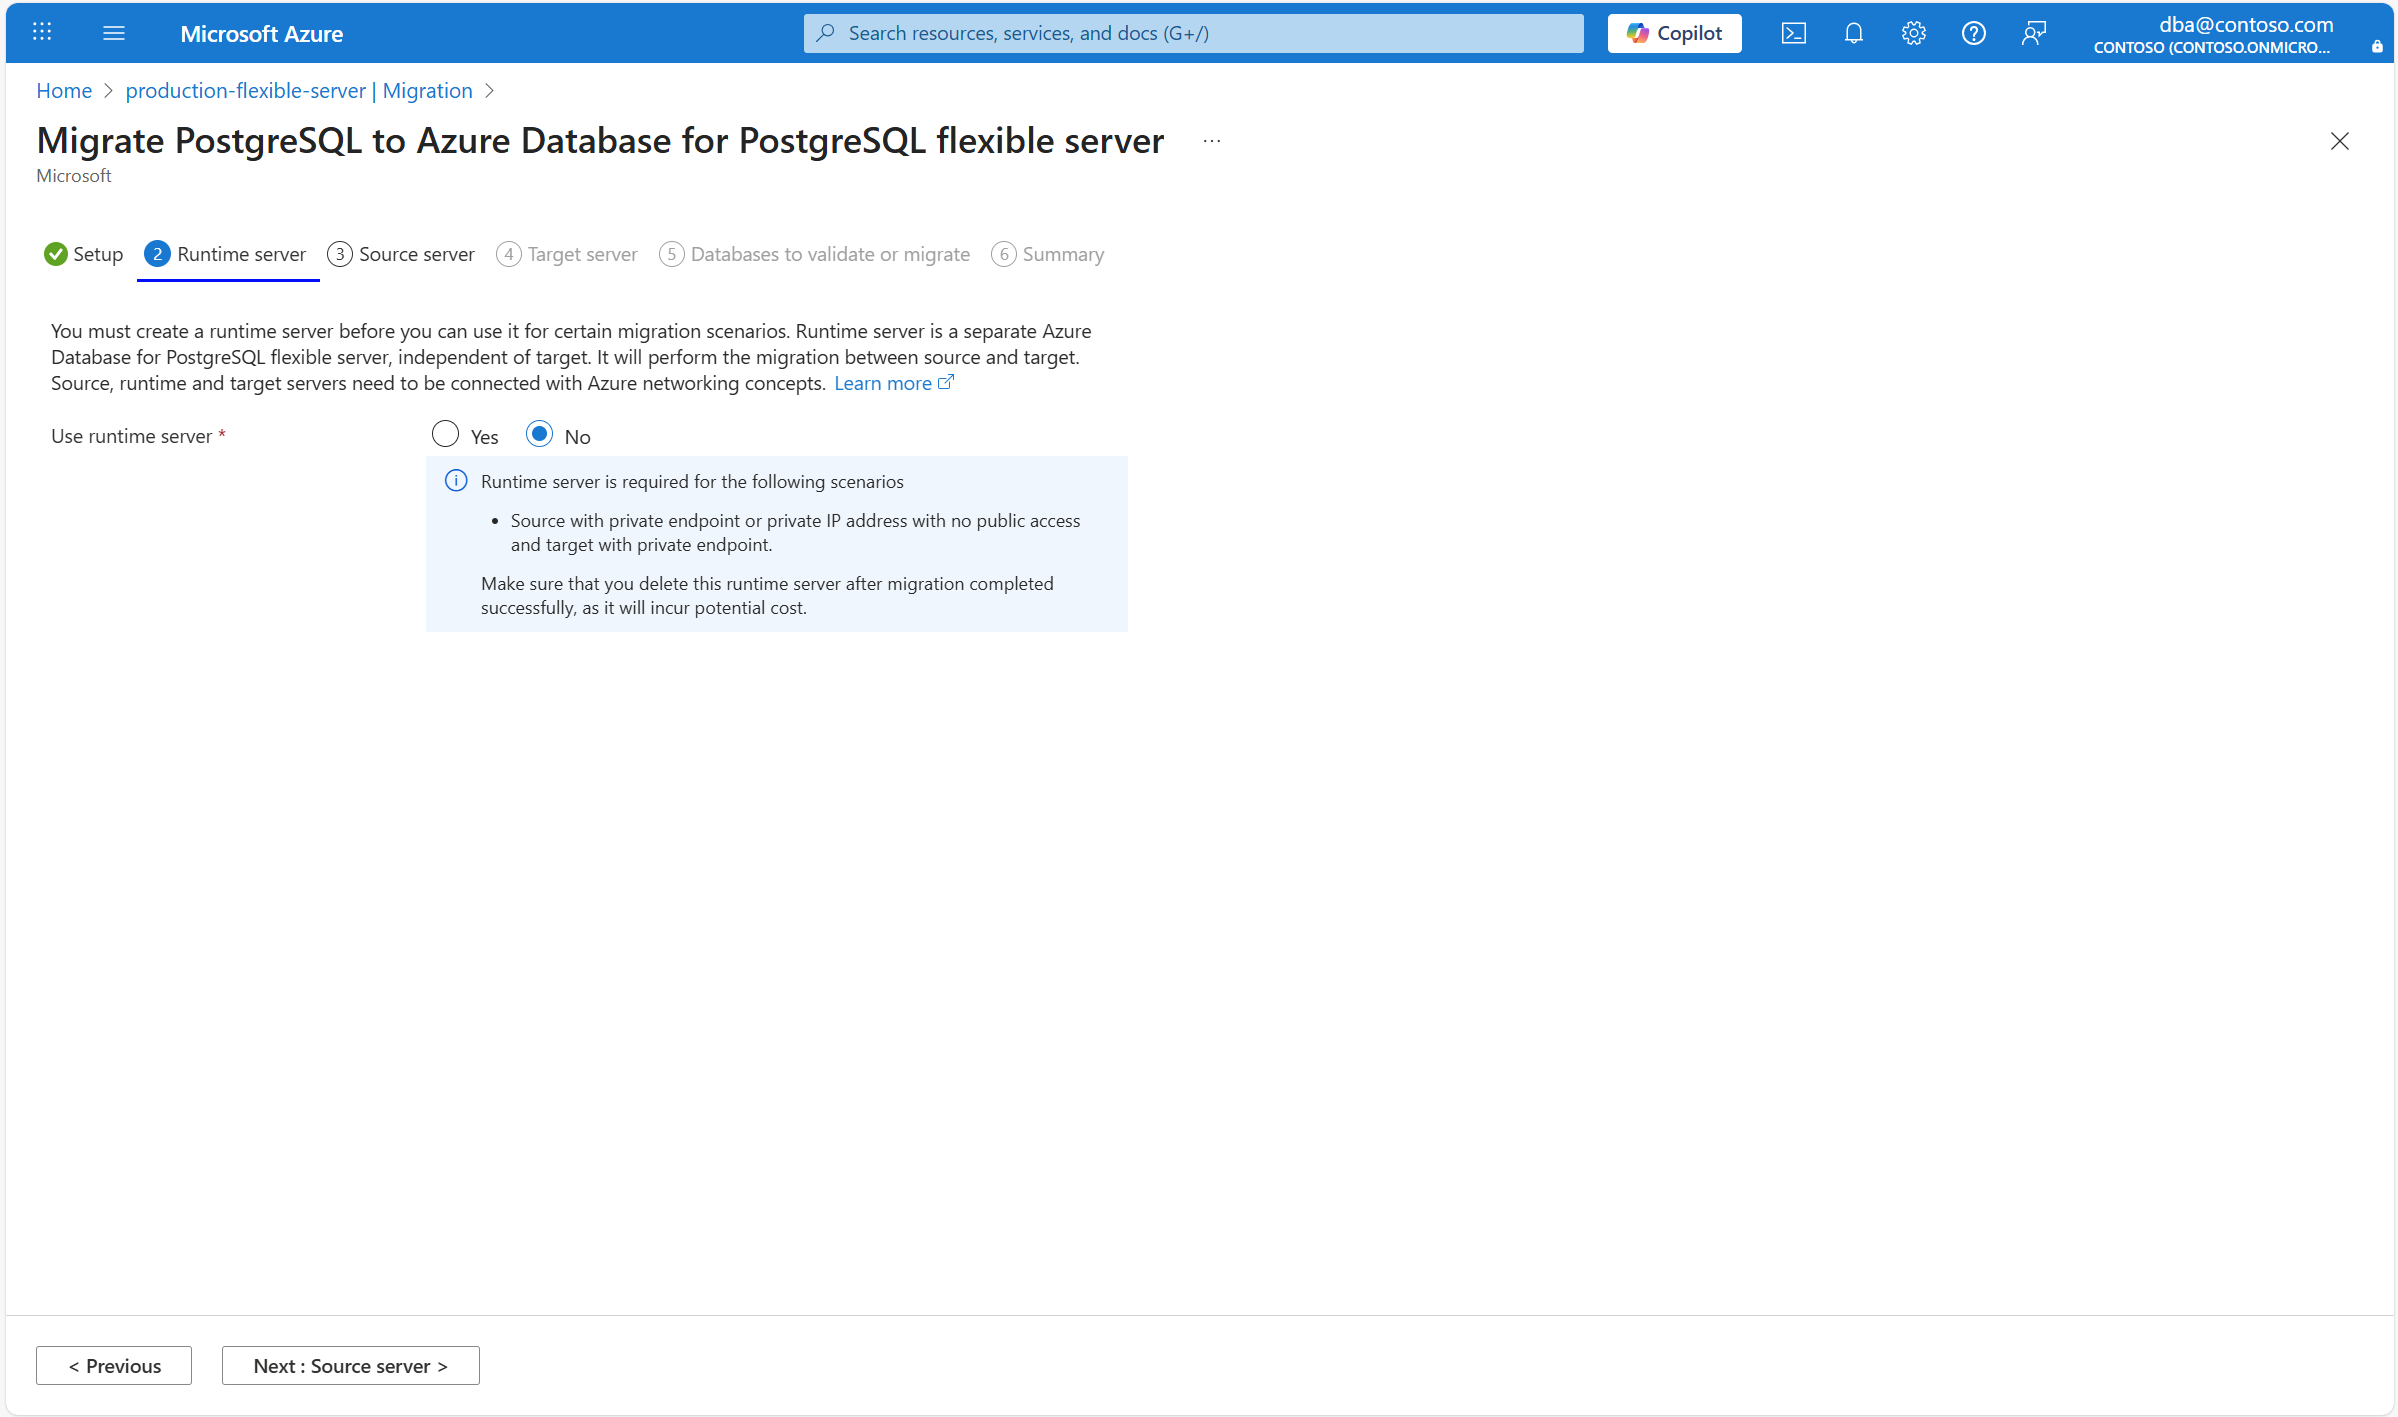 Microsoft Azure
Search resources, services, and docs (G+/)
Copilot
dba@contoso.com
CONTOSO (CONTOSO.ONMICRO...
Home > production-flexible-server | Migration >
Migrate PostgreSQL to Azure Database for PostgreSQL flexible server ...
Microsoft
Setup 2 Runtime server 3 Source server 4 Target server 5 Databases to validate or migrate 6 Summary
You must create a runtime server before you can use it for certain migration scenarios. Runtime server is a separate Azure
Database for PostgreSQL flexible server, independent of target. It will perform the migration between source and target.
Source, runtime and target servers need to be connected with Azure networking concepts. Learn more
Use runtime server *
Yes No
Runtime server is required for the following scenarios
• Source with private endpoint or private IP address with no public access
and target with private endpoint.
Make sure that you delete this runtime server after migration completed
successfully, as it will incur potential cost.
< Previous
Next : Source server >